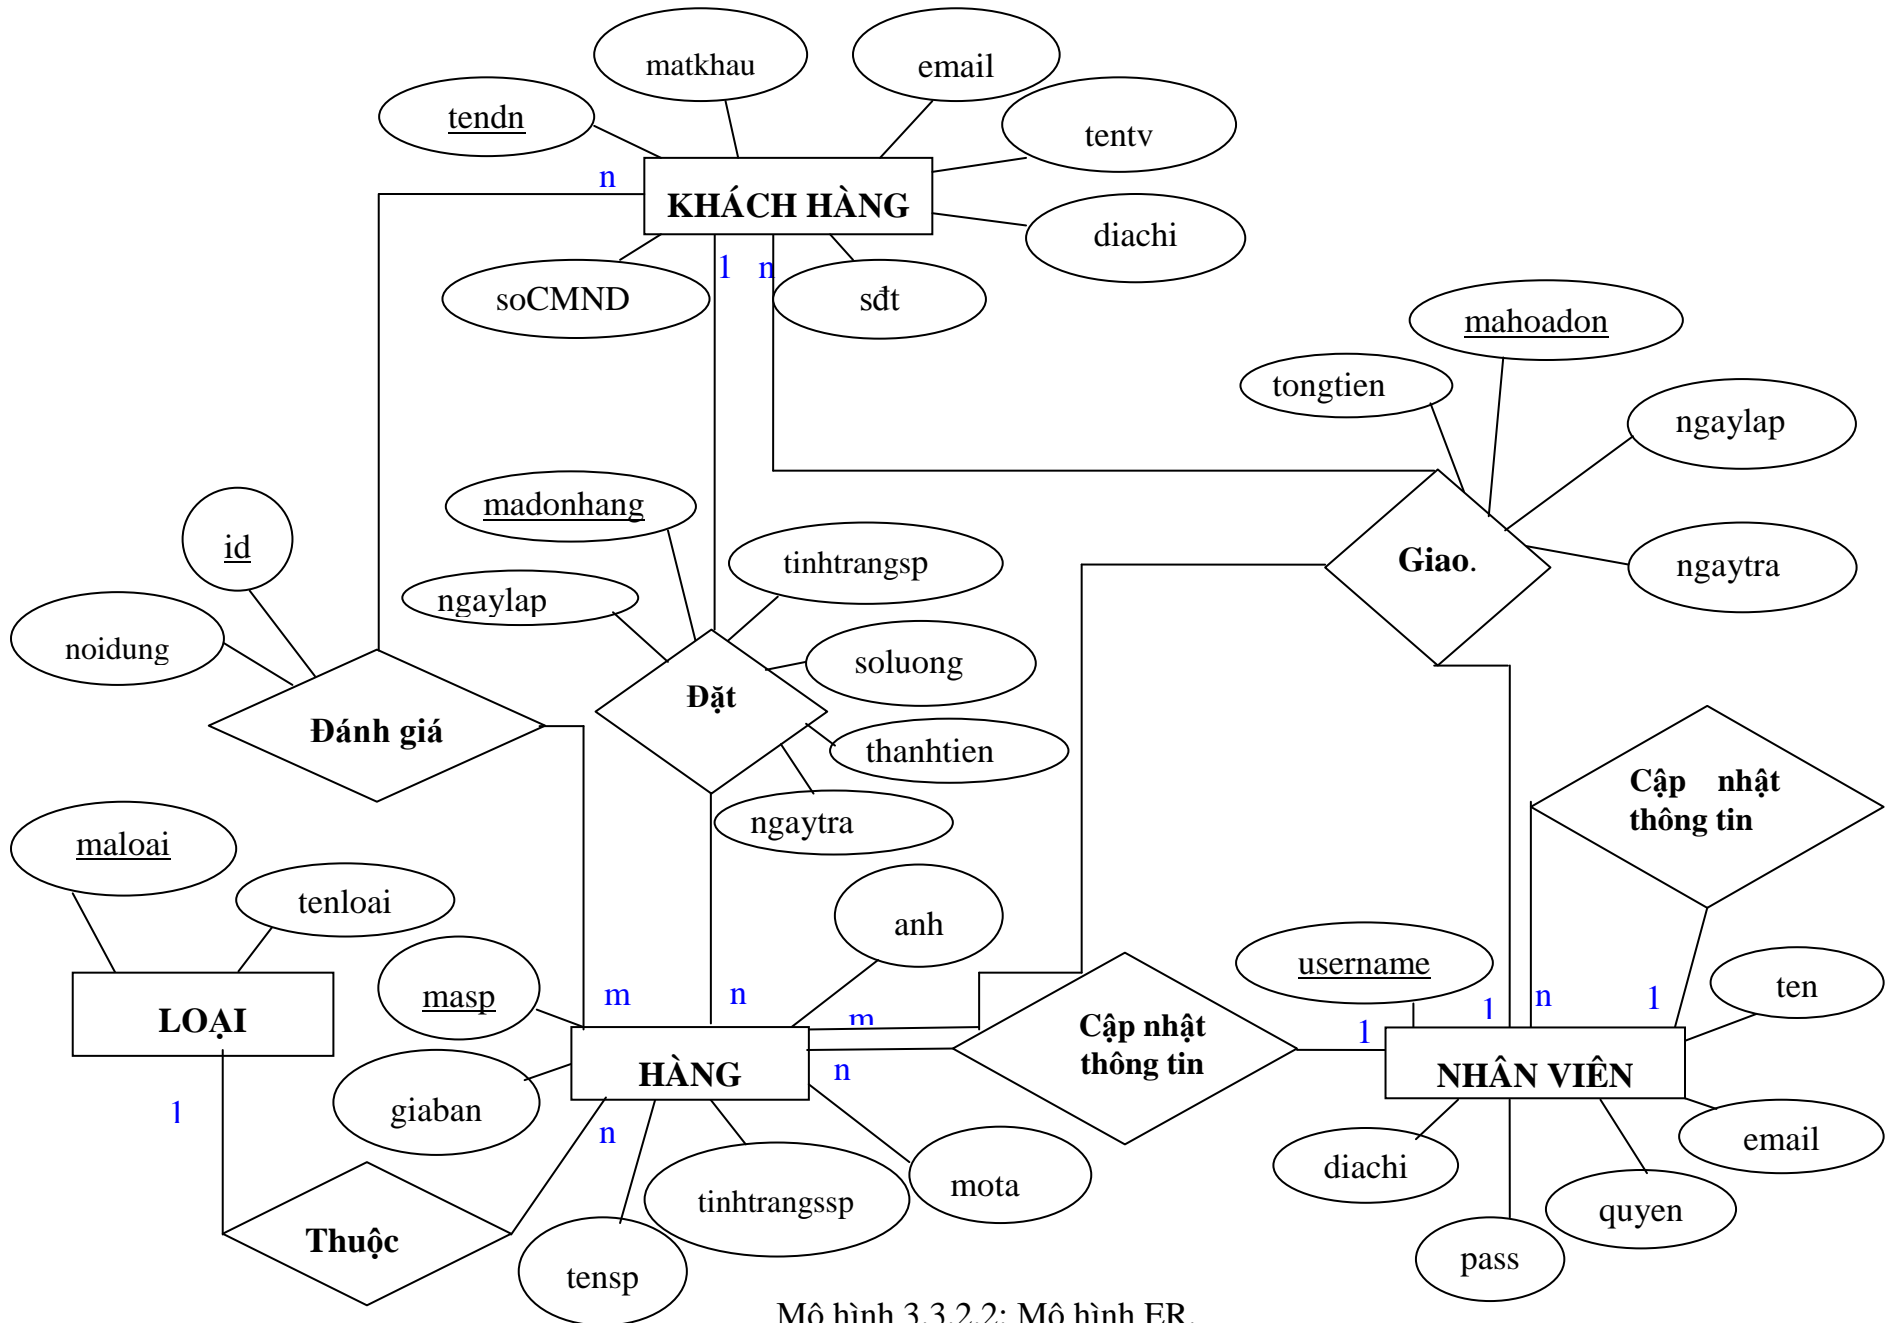 matkhau
email
tendn
tentv
n
KHÁCH HÀNG
diachi
1
n
soCMND
sđt
mahoadon
tongtien
ngaylap
madonhang
id
tinhtrangsp
Giao.
ngaytra
ngaylap
noidung
soluong
Đặt
Đánh giá
thanhtien
Cập nhật
thông tin
ngaytra
maloai
tenloai
anh
username
masp
m
n
m
1
n
1
ten
LOẠI
Cập nhật
thông tin
1
HÀNG
n
NHÂN VIÊN
1
giaban
n
email
diachi
mota
tinhtrangssp
quyen
Thuộc
pass
tensp
Mô hình 3.3.2.2: Mô hình ER.